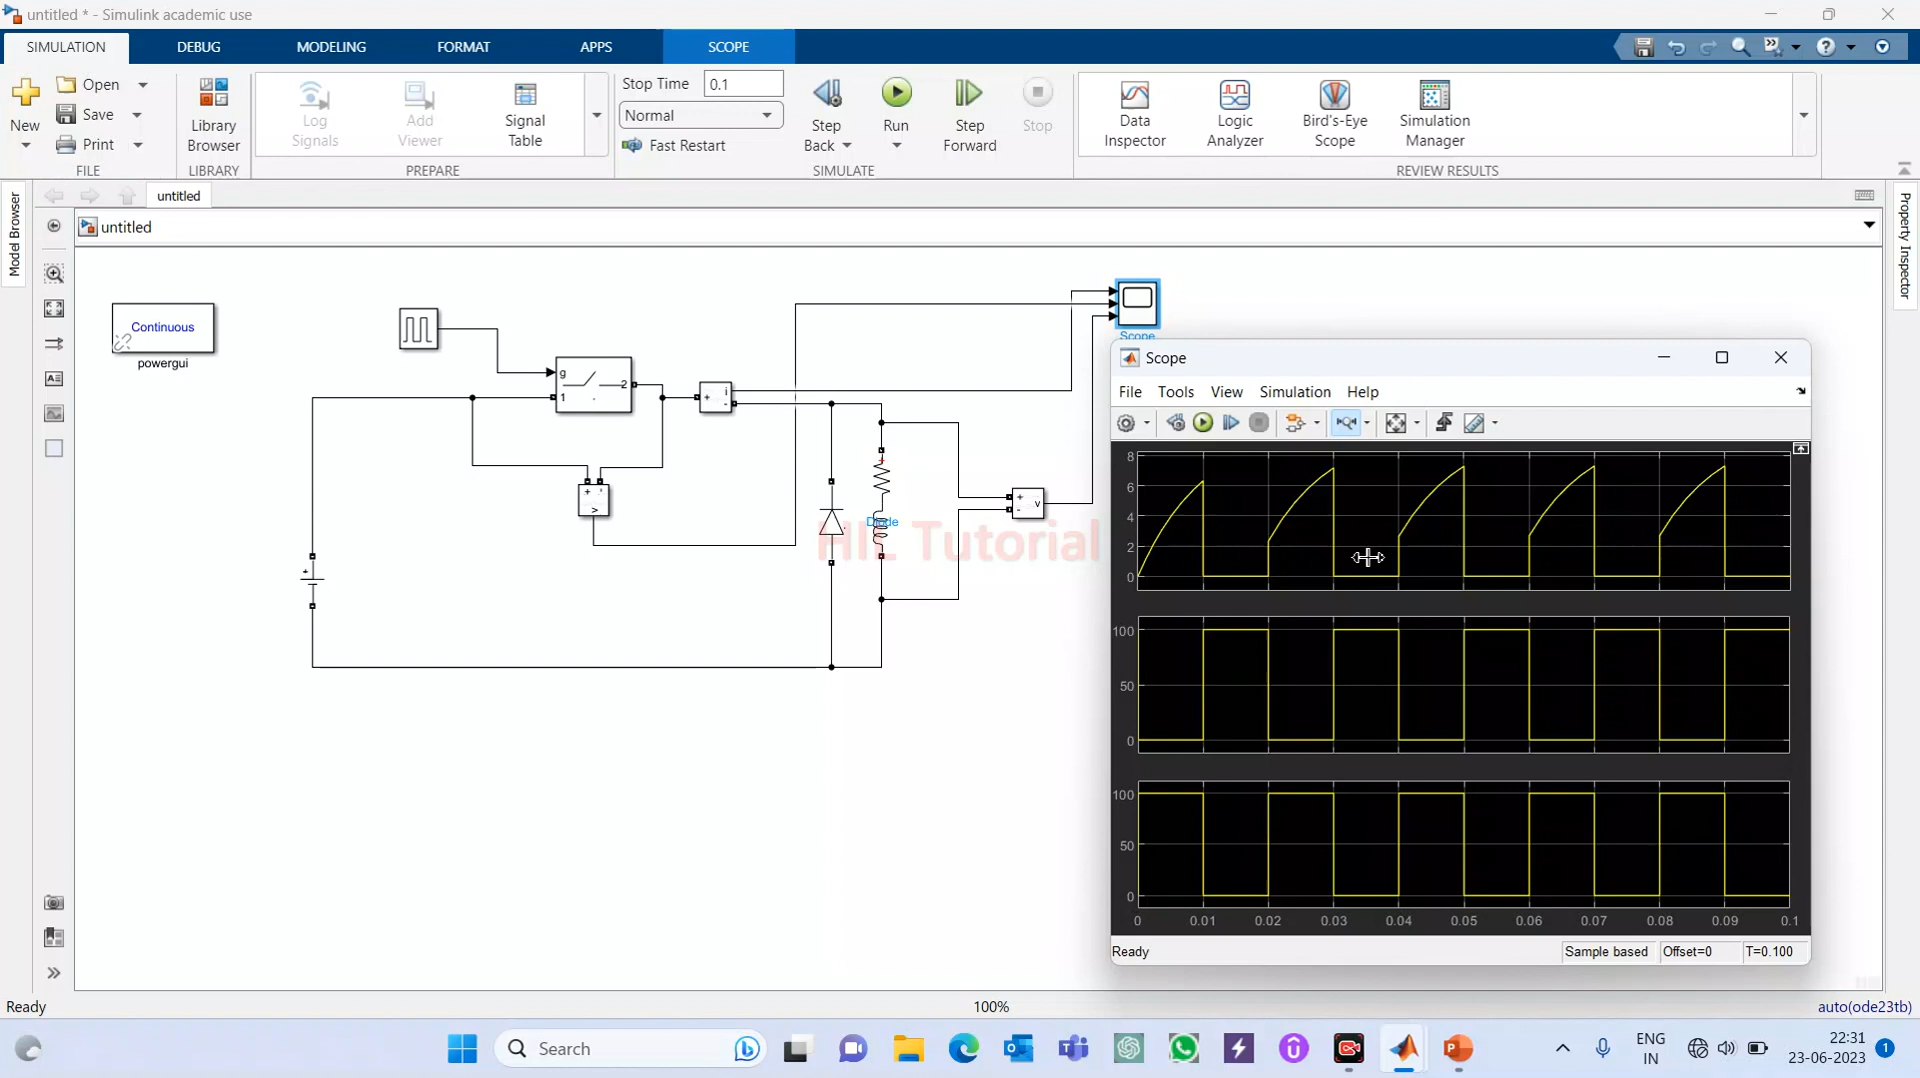 untitled * - Simulink academic use
SIMULATION DEBUG MODELING FORMAT APPS SCOPE
New
Open
Save
Print
FILE
Library
Browser
LIBRARY
Log
Signals
Add
Viewer
Signal
Table
PREPARE
Stop Time 0.1
Normal
Fast Restart
Step
Back
Run
Step
Forward
Stop
SIMULATE
Data
Inspector
Logic
Analyzer
Bird's-Eye
Scope
Simulation
Manager
REVIEW RESULTS
Model Browser
untitled
untitled
Property Inspector
Continuous
powergui
g
1
2
+ i
-
+ -
+
Diode
+ v
-
Scope
HIL Tutorial
Scope
File Tools View Simulation Help
8
6
4
2
0
100
50
0
100
50
0
0 0.01 0.02 0.03 0.04 0.05 0.06 0.07 0.08 0.09 0.1
Ready Sample based Offset=0 T=0.100
Ready 100% auto(ode23tb)
Search
ENG
IN
22:31
23-06-2023
1